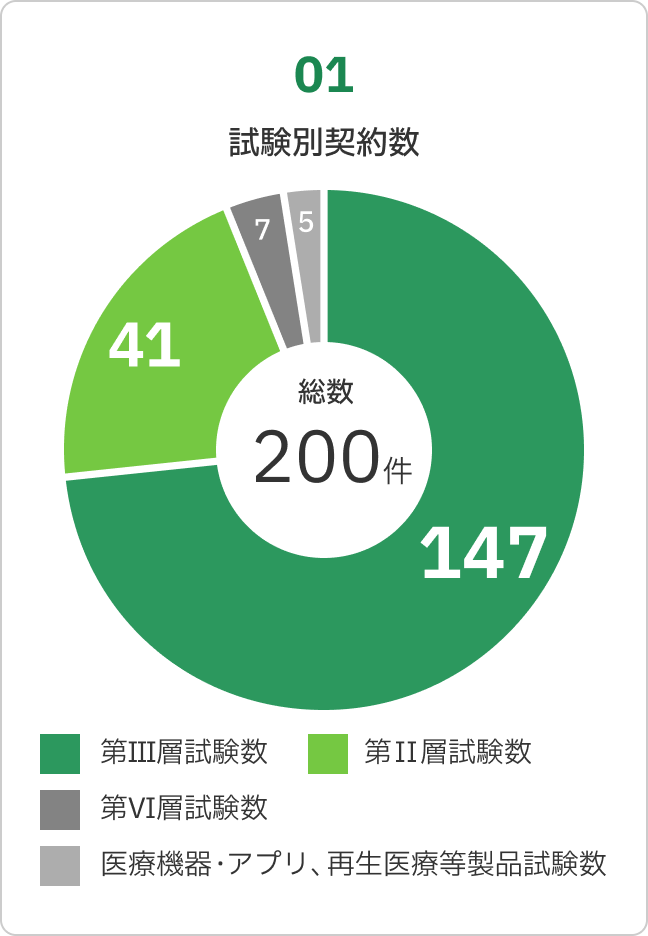 01
試験別契約数
7
5
41
総数
200件
147
第III層試験数
第II層試験数
第VI層試験数
医療機器・アプリ、再生医療等製品試験数